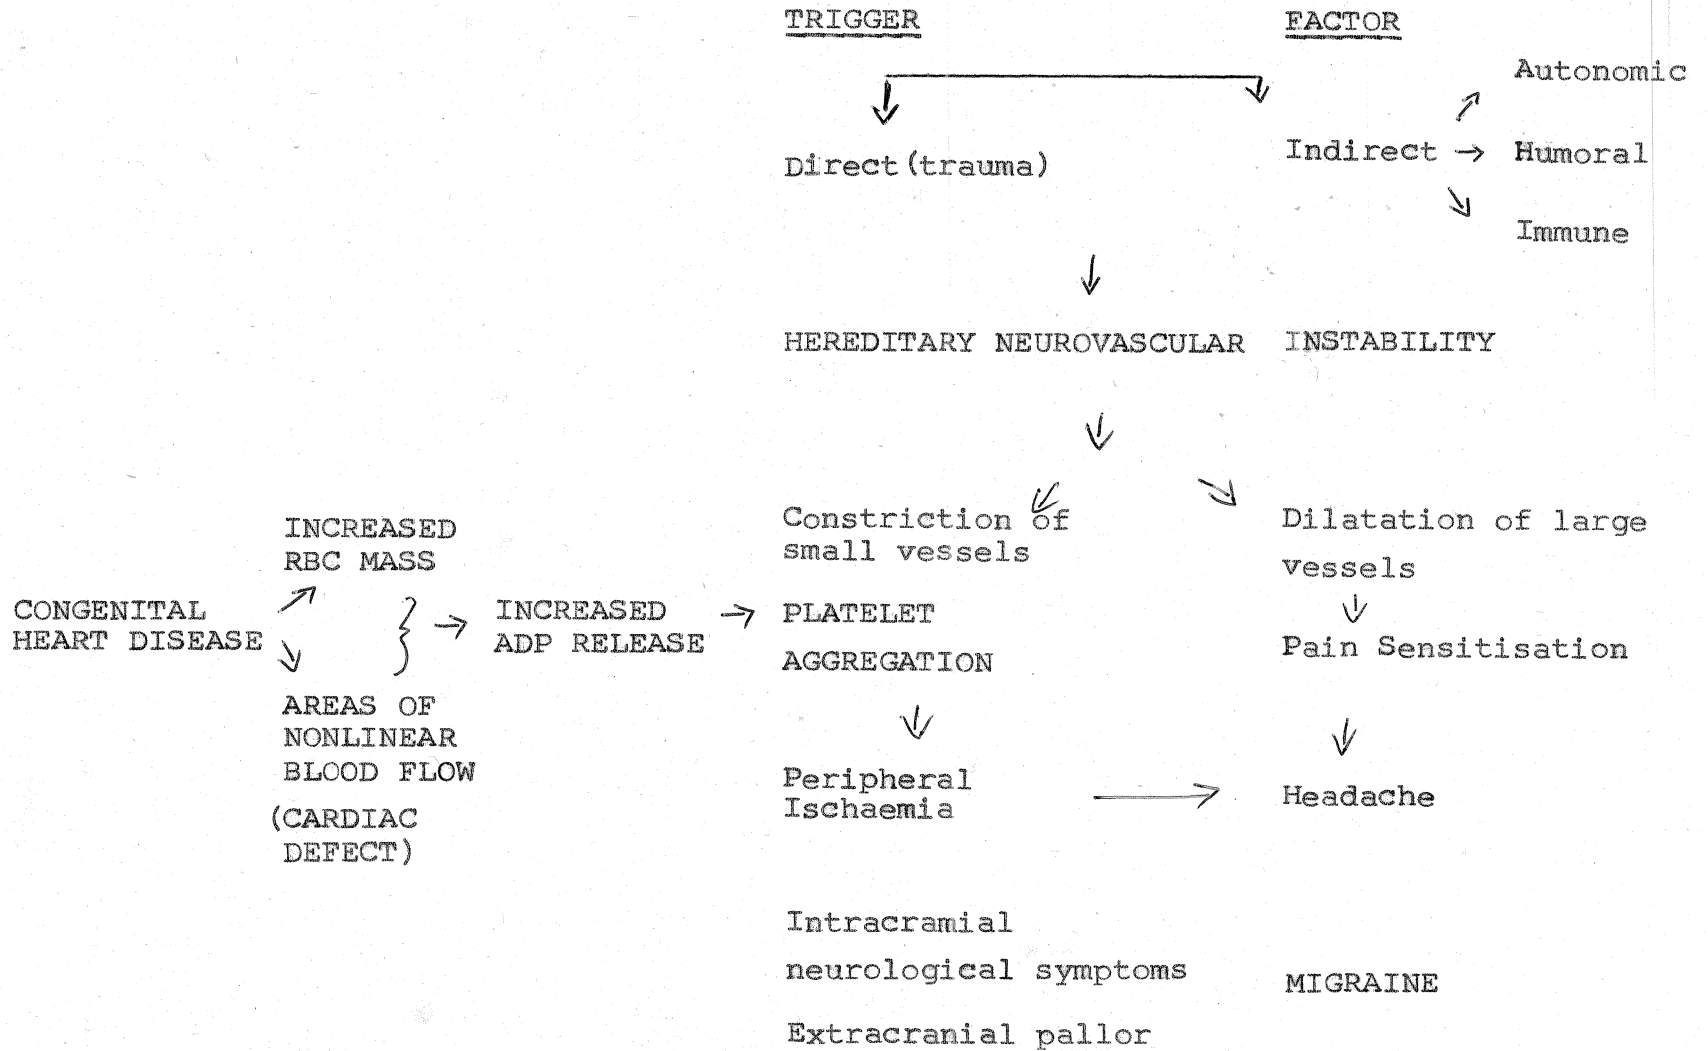 TRIGGER FACTOR
Autonomic
Direct (trauma)
Indirect → Humoral
Immune
HEREDITARY NEUROVASCULAR INSTABILITY
Constriction of
small vessels
Dilatation of large
vessels
INCREASED
RBC MASS
CONGENITAL
HEART DISEASE
INCREASED
ADP RELEASE
PLATELET
AGGREGATION
Pain Sensitisation
AREAS OF
NONLINEAR
BLOOD FLOW
(CARDIAC
DEFECT)
Peripheral
Ischaemia
Headache
Intracramial
neurological symptoms
MIGRAINE
Extracranial pallor